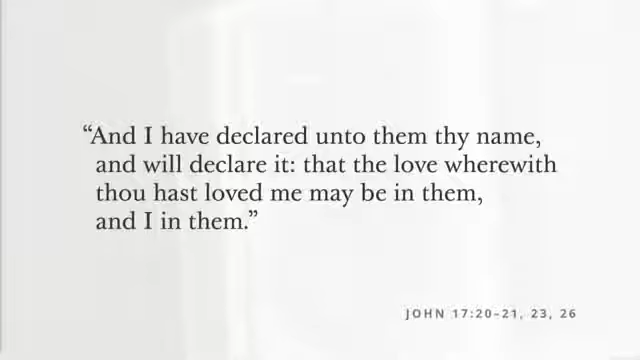 “And I have declared unto them thy name,
and will declare it: that the love wherewith
thou hast loved me may be in them,
and I in them.”
JOHN 17:20–21, 23, 26